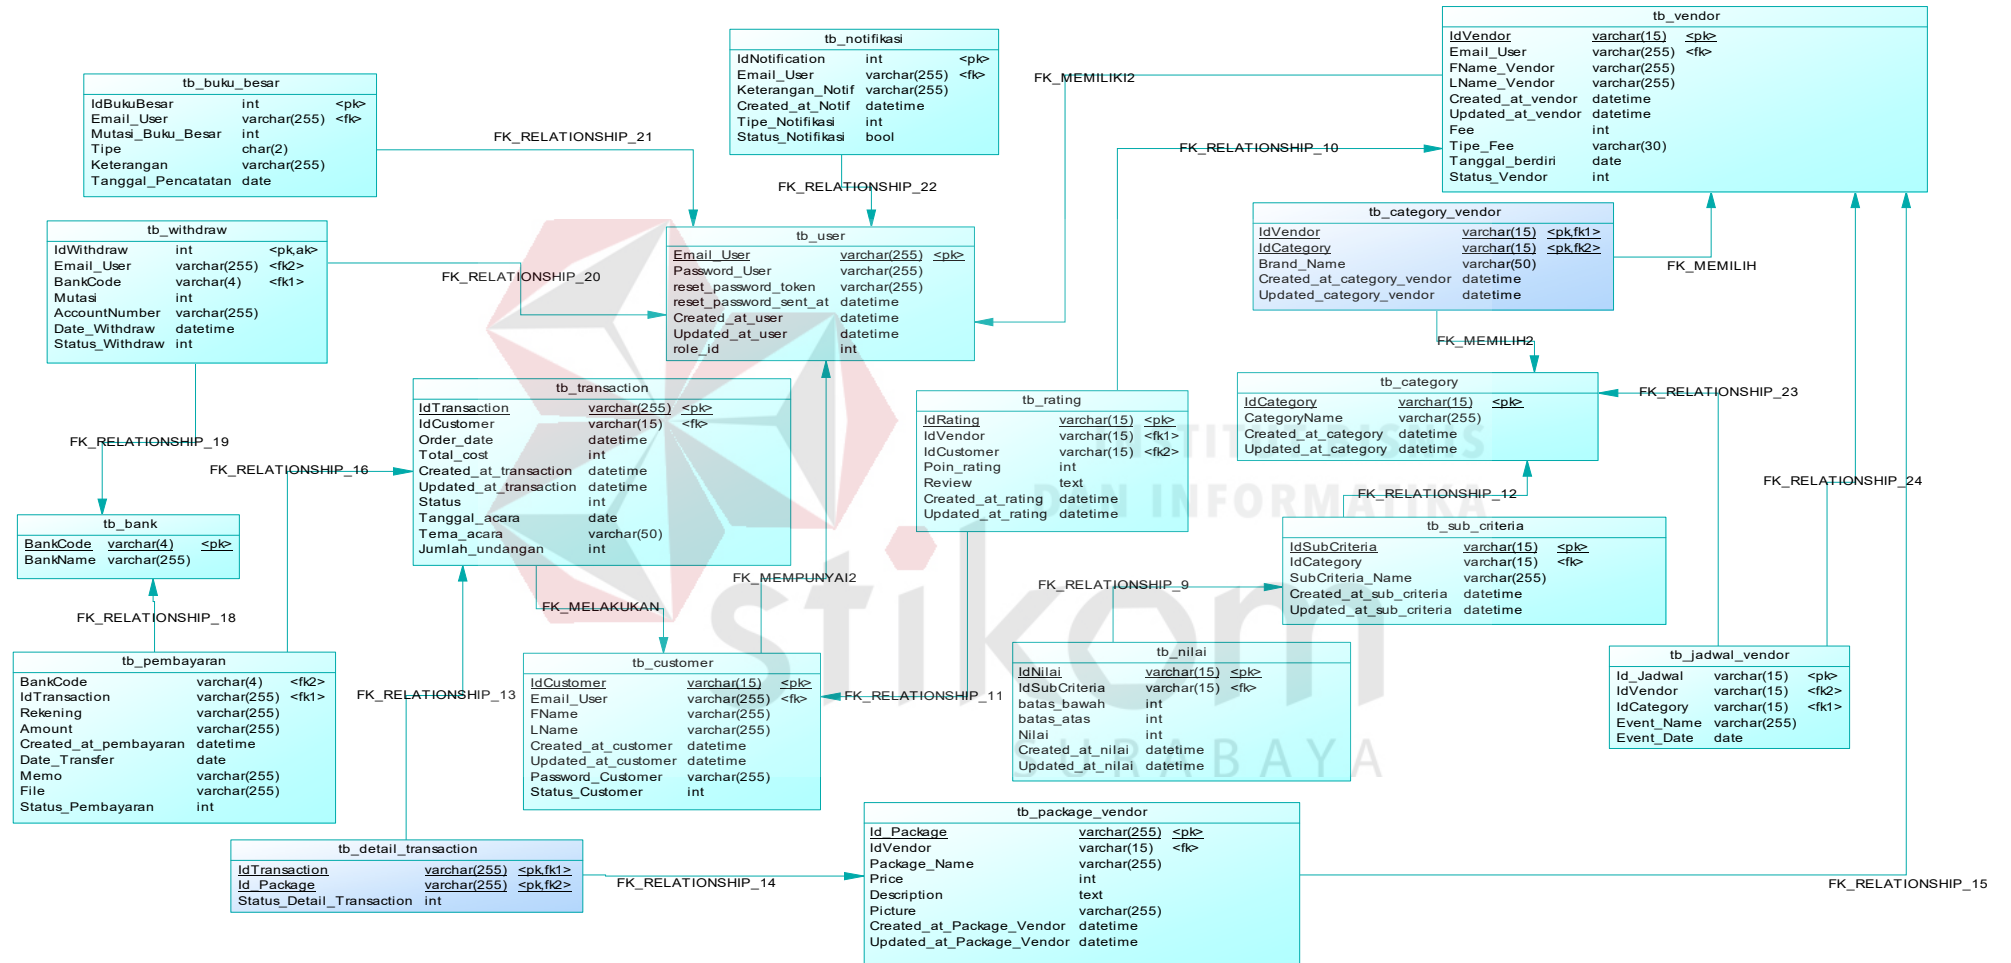 tb_vendor
IdVendor varchar(15) <pk>
Email_User varchar(255) <fk>
FName_Vendor varchar(255)
LName_Vendor varchar(255)
Created_at_vendor datetime
Updated_at_vendor datetime
Fee int
Tipe_Fee varchar(30)
Tanggal_berdiri date
Status_Vendor int
tb_notifikasi
IdNotification int <pk>
Email_User varchar(255) <fk>
Keterangan_Notif varchar(255)
Created_at_Notif datetime
Tipe_Notifikasi int
Status_Notifikasi bool
tb_buku_besar
IdBukuBesar int <pk>
Email_User varchar(255) <fk>
Mutasi_Buku_Besar int
Tipe char(2)
Keterangan varchar(255)
Tanggal_Pencatatan date
FK_MEMILIKI2
FK_RELATIONSHIP_21
FK_RELATIONSHIP_10
FK_RELATIONSHIP_22
tb_category_vendor
IdVendor varchar(15) <pk,fk1>
IdCategory varchar(15) <pk,fk2>
Brand_Name varchar(50)
Created_at_category_vendor datetime
Updated_category_vendor datetime
tb_withdraw
IdWithdraw int <pk,ak>
Email_User varchar(255) <fk2>
BankCode varchar(4) <fk1>
Mutasi int
AccountNumber varchar(255)
Date_Withdraw datetime
Status_Withdraw int
tb_user
Email_User varchar(255) <pk>
Password_User varchar(255)
reset_password_token varchar(255)
reset_password_sent_at datetime
Created_at_user datetime
Updated_at_user datetime
role_id int
FK_RELATIONSHIP_20
FK_MEMILIH
FK_MEMILIH2
tb_transaction
IdTransaction varchar(255) <pk>
IdCustomer varchar(15) <fk>
Order_date datetime
Total_cost int
Created_at_transaction datetime
Updated_at_transaction datetime
Status int
Tanggal_acara date
Tema_acara varchar(50)
Jumlah_undangan int
tb_rating
IdRating varchar(15) <pk>
IdVendor varchar(15) <fk1>
IdCustomer varchar(15) <fk2>
Poin_rating int
Review text
Created_at_rating datetime
Updated_at_rating datetime
tb_category
IdCategory varchar(15) <pk>
CategoryName varchar(255)
Created_at_category datetime
Updated_at_category datetime
FK_RELATIONSHIP_23
FK_RELATIONSHIP_19
FK_RELATIONSHIP_16
FK_RELATIONSHIP_24
FK_RELATIONSHIP_12
DAN INFORMATIKA
tb_bank
BankCode varchar(4) <pk>
BankName varchar(255)
tb_sub_criteria
IdSubCriteria varchar(15) <pk>
IdCategory varchar(15) <fk>
SubCriteria_Name varchar(255)
Created_at_sub_criteria datetime
Updated_at_sub_criteria datetime
FK_MEMPUNYAI2
FK_RELATIONSHIP_9
FK_MELAKUKAN
FK_RELATIONSHIP_18
stikom
tb_pembayaran
BankCode varchar(4) <fk2>
IdTransaction varchar(255) <fk1>
Rekening varchar(255)
Amount varchar(255)
Created_at_pembayaran datetime
Date_Transfer date
Memo varchar(255)
File varchar(255)
Status_Pembayaran int
FK_RELATIONSHIP_13
tb_customer
IdCustomer varchar(15) <pk>
Email_User varchar(255) <fk>
FName varchar(255)
LName varchar(255)
Created_at_customer datetime
Updated_at_customer datetime
Password_Customer varchar(255)
Status_Customer int
FK_RELATIONSHIP_11
tb_nilai
IdNilai varchar(15) <pk>
IdSubCriteria varchar(15) <fk>
batas_bawah int
batas_atas int
Nilai int
Created_at_nilai datetime
Updated_at_nilai datetime
SURABAYA
tb_jadwal_vendor
Id_Jadwal varchar(15) <pk>
IdVendor varchar(15) <fk2>
IdCategory varchar(15) <fk1>
Event_Name varchar(255)
Event_Date date
tb_detail_transaction
IdTransaction varchar(255) <pk,fk1>
Id_Package varchar(255) <pk,fk2>
Status_Detail_Transaction int
FK_RELATIONSHIP_14
tb_package_vendor
Id_Package varchar(255) <pk>
IdVendor varchar(15) <fk>
Package_Name varchar(255)
Price int
Description text
Picture varchar(255)
Created_at_Package_Vendor datetime
Updated_at_Package_Vendor datetime
FK_RELATIONSHIP_15